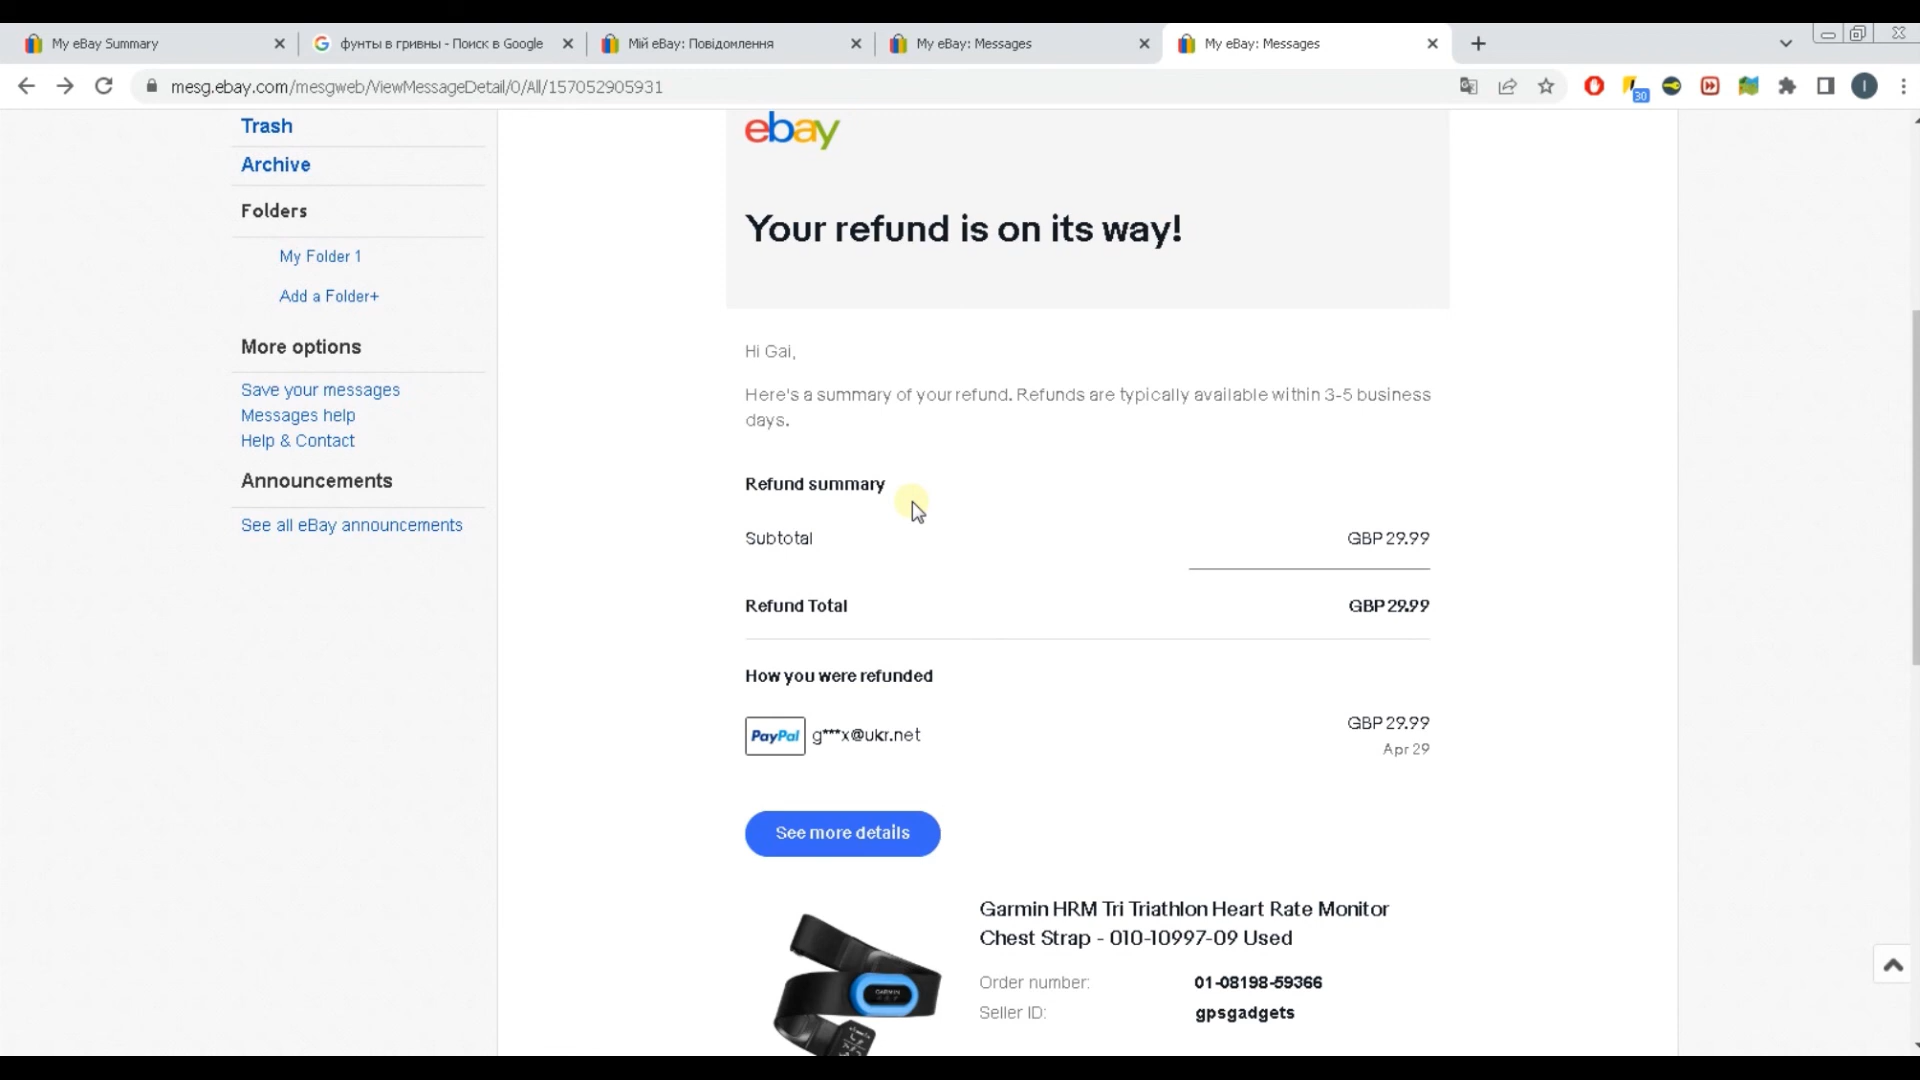 My eBay Summary
фунты в гривны - Поиск в Google
Мій eBay: Повідомлення
My eBay: Messages
My eBay: Messages
mesg.ebay.com/mesgweb/ViewMessageDetail/0/All/157052905931
30
I
Trash
Archive
Folders
My Folder 1
Add a Folder+
More options
Save your messages
Messages help
Help & Contact
Announcements
See all eBay announcements
ebay
Your refund is on its way!
Hi Gai,
Here's a summary of your refund. Refunds are typically available within 3-5 business
days.
Refund summary
Subtotal GBP 29.99
Refund Total GBP 29.99
How you were refunded
PayPal g***x@ukr.net GBP 29.99
Apr 29
See more details
GARMIN
Garmin HRM Tri Triathlon Heart Rate Monitor
Chest Strap - 010-10997-09 Used
Order number: 01-08198-59366
Seller ID: gpsgadgets